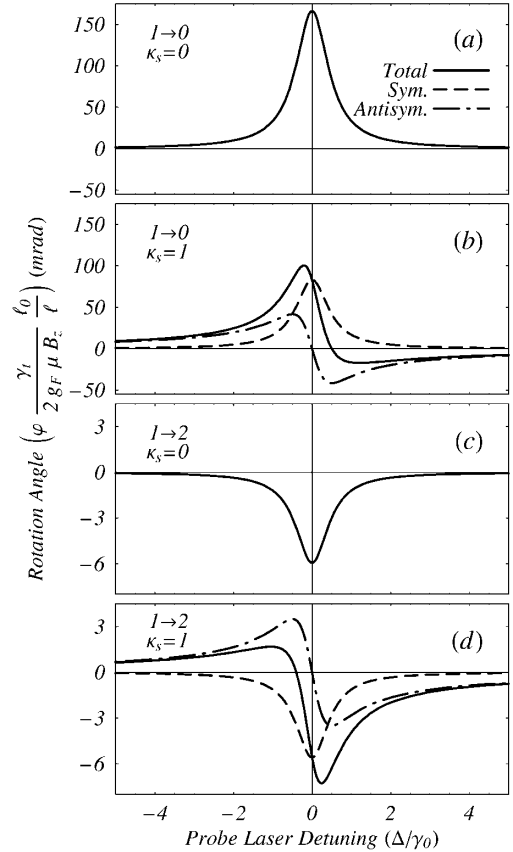 150
100
50
0
−50
1→0
κs=0
(a)
Total
Sym.
Antisym.
150
100
50
0
−50
1→0
κs=1
(b)
3
0
−3
−6
1→2
κs=0
(c)
3
0
−3
−6
1→2
κs=1
(d)
−4 −2 0 2 4
Probe Laser Detuning (Δ/γ0)
Rotation Angle (φ γt / 2 gF μ Bz ℓ0 / ℓ) (mrad)